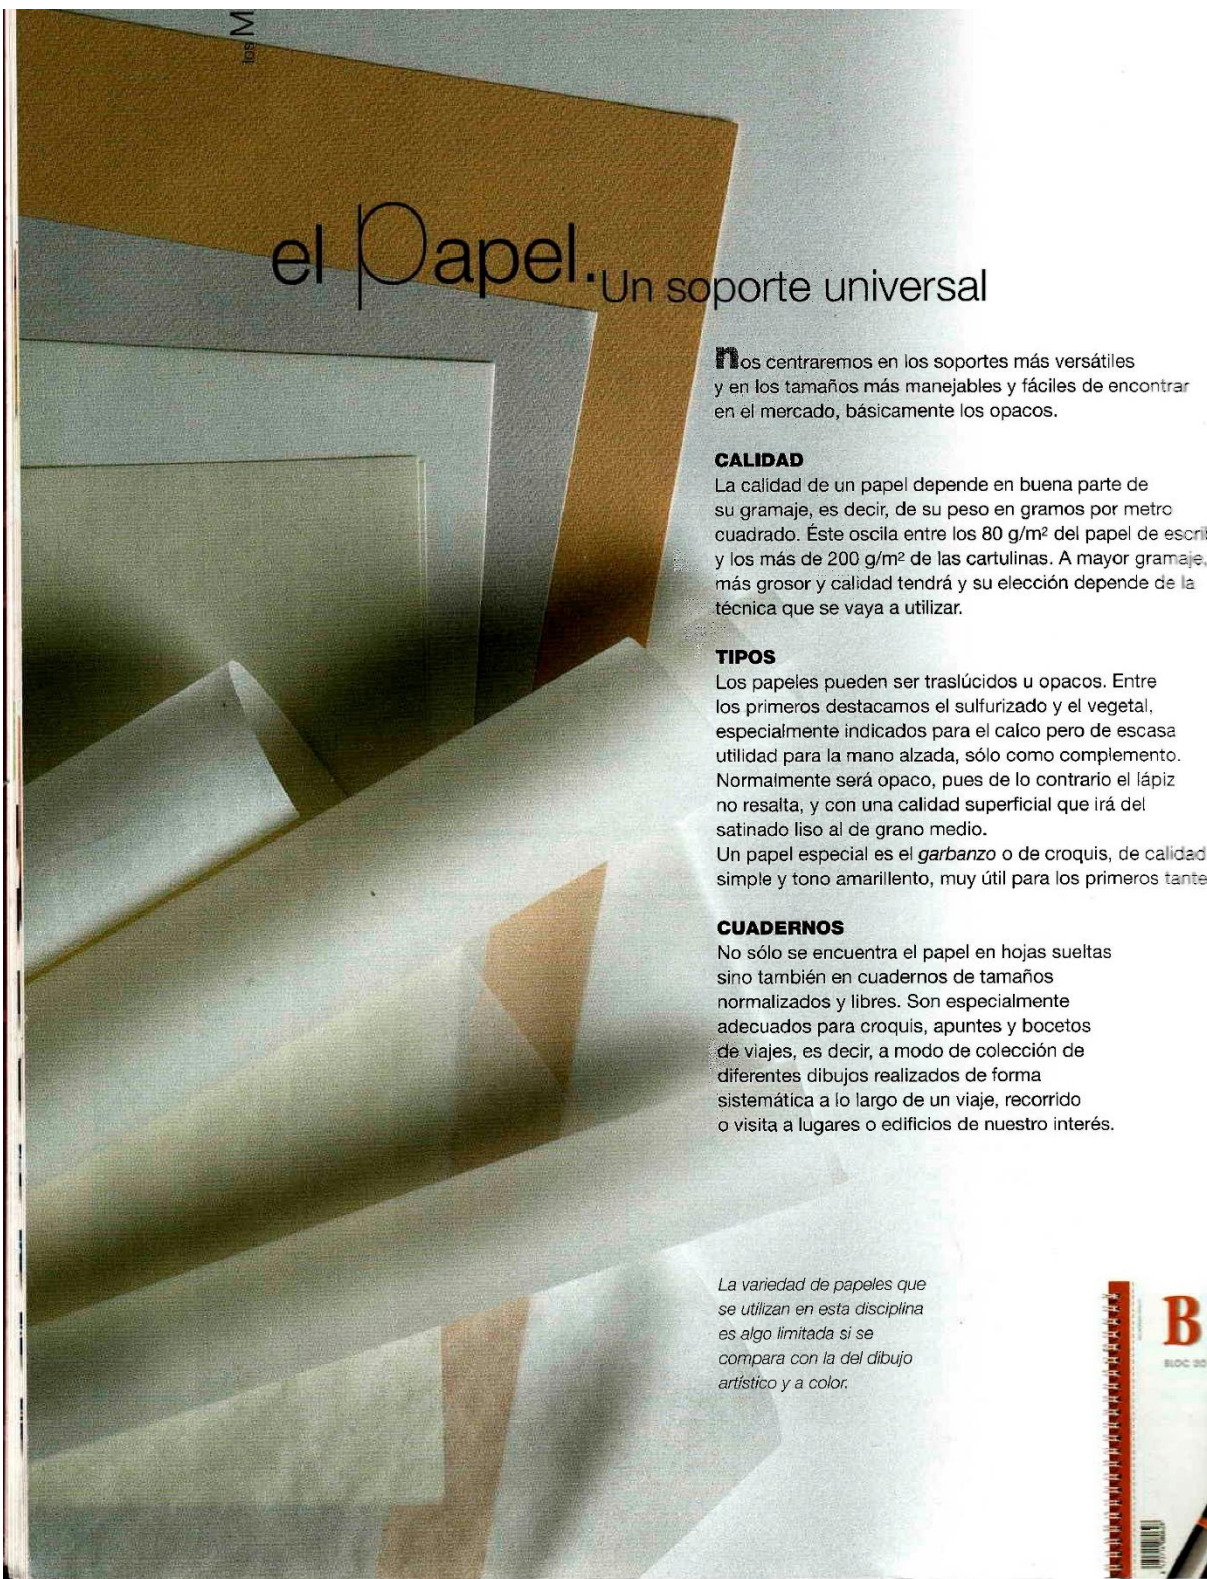 los M
el Papel. Un soporte universal
nos centraremos en los soportes más versátiles
y en los tamaños más manejables y fáciles de encontrar
en el mercado, básicamente los opacos.
CALIDAD
La calidad de un papel depende en buena parte de
su gramaje, es decir, de su peso en gramos por metro
cuadrado. Éste oscila entre los 80 g/m² del papel de
y los más de 200 g/m² de las cartulinas. A mayor gramaje,
más grosor y calidad tendrá y su elección depende de la
técnica que se vaya a utilizar.
TIPOS
Los papeles pueden ser traslúcidos u opacos. Entre
los primeros destacamos el sulfurizado y el vegetal,
especialmente indicados para el calco pero de escasa
utilidad para la mano alzada, sólo como complemento.
Normalmente será opaco, pues de lo contrario el lápiz
no resalta, y con una calidad superficial que irá del
satinado liso al de grano medio.
Un papel especial es el garbanzo o de croquis, de calidad
simple y tono amarillento, muy útil para los primeros
CUADERNOS
No sólo se encuentra el papel en hojas sueltas
sino también en cuadernos de tamaños
normalizados y libres. Son especialmente
adecuados para croquis, apuntes y bocetos
de viajes, es decir, a modo de colección de
diferentes dibujos realizados de forma
sistemática a lo largo de un viaje, recorrido
o visita a lugares o edificios de nuestro interés.
La variedad de papeles que
se utilizan en esta disciplina
es algo limitada si se
compara con la del dibujo
artístico y a color.
B
BLOC 20